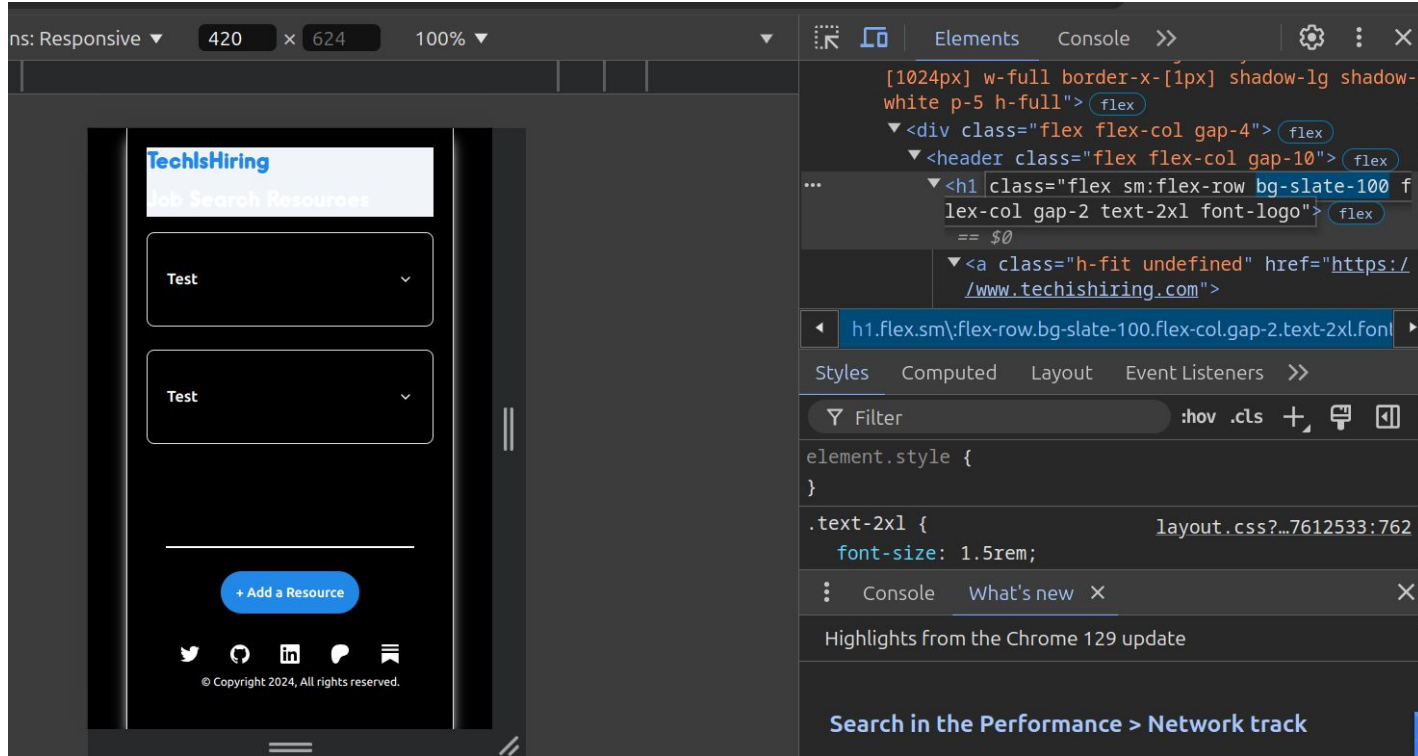 ns: Responsive ▼ 420 × 624 100% ▼ ▼
TechIsHiring
Job Search Resources
Test
Test
+ Add a Resource
in
© Copyright 2024, All rights reserved.
Elements Console >>
[1024px] w-full border-x-[1px] shadow-lg shadow-
white p-5 h-full"> flex
▼<div class="flex flex-col gap-4"> flex
▼<header class="flex flex-col gap-10"> flex
... ▼<h1 class="flex sm:flex-row bg-slate-100 f
lex-col gap-2 text-2xl font-logo"> flex
== $0
▼<a class="h-fit undefined" href="https:/
/www.techishiring.com">
h1.flex.sm\:flex-row.bg-slate-100.flex-col.gap-2.text-2xl.font
Styles Computed Layout Event Listeners >>
Filter :hov .cls +
element.style {
}
.text-2xl { layout.css?…7612533:762
font-size: 1.5rem;
Console What's new ×
Highlights from the Chrome 129 update
Search in the Performance > Network track